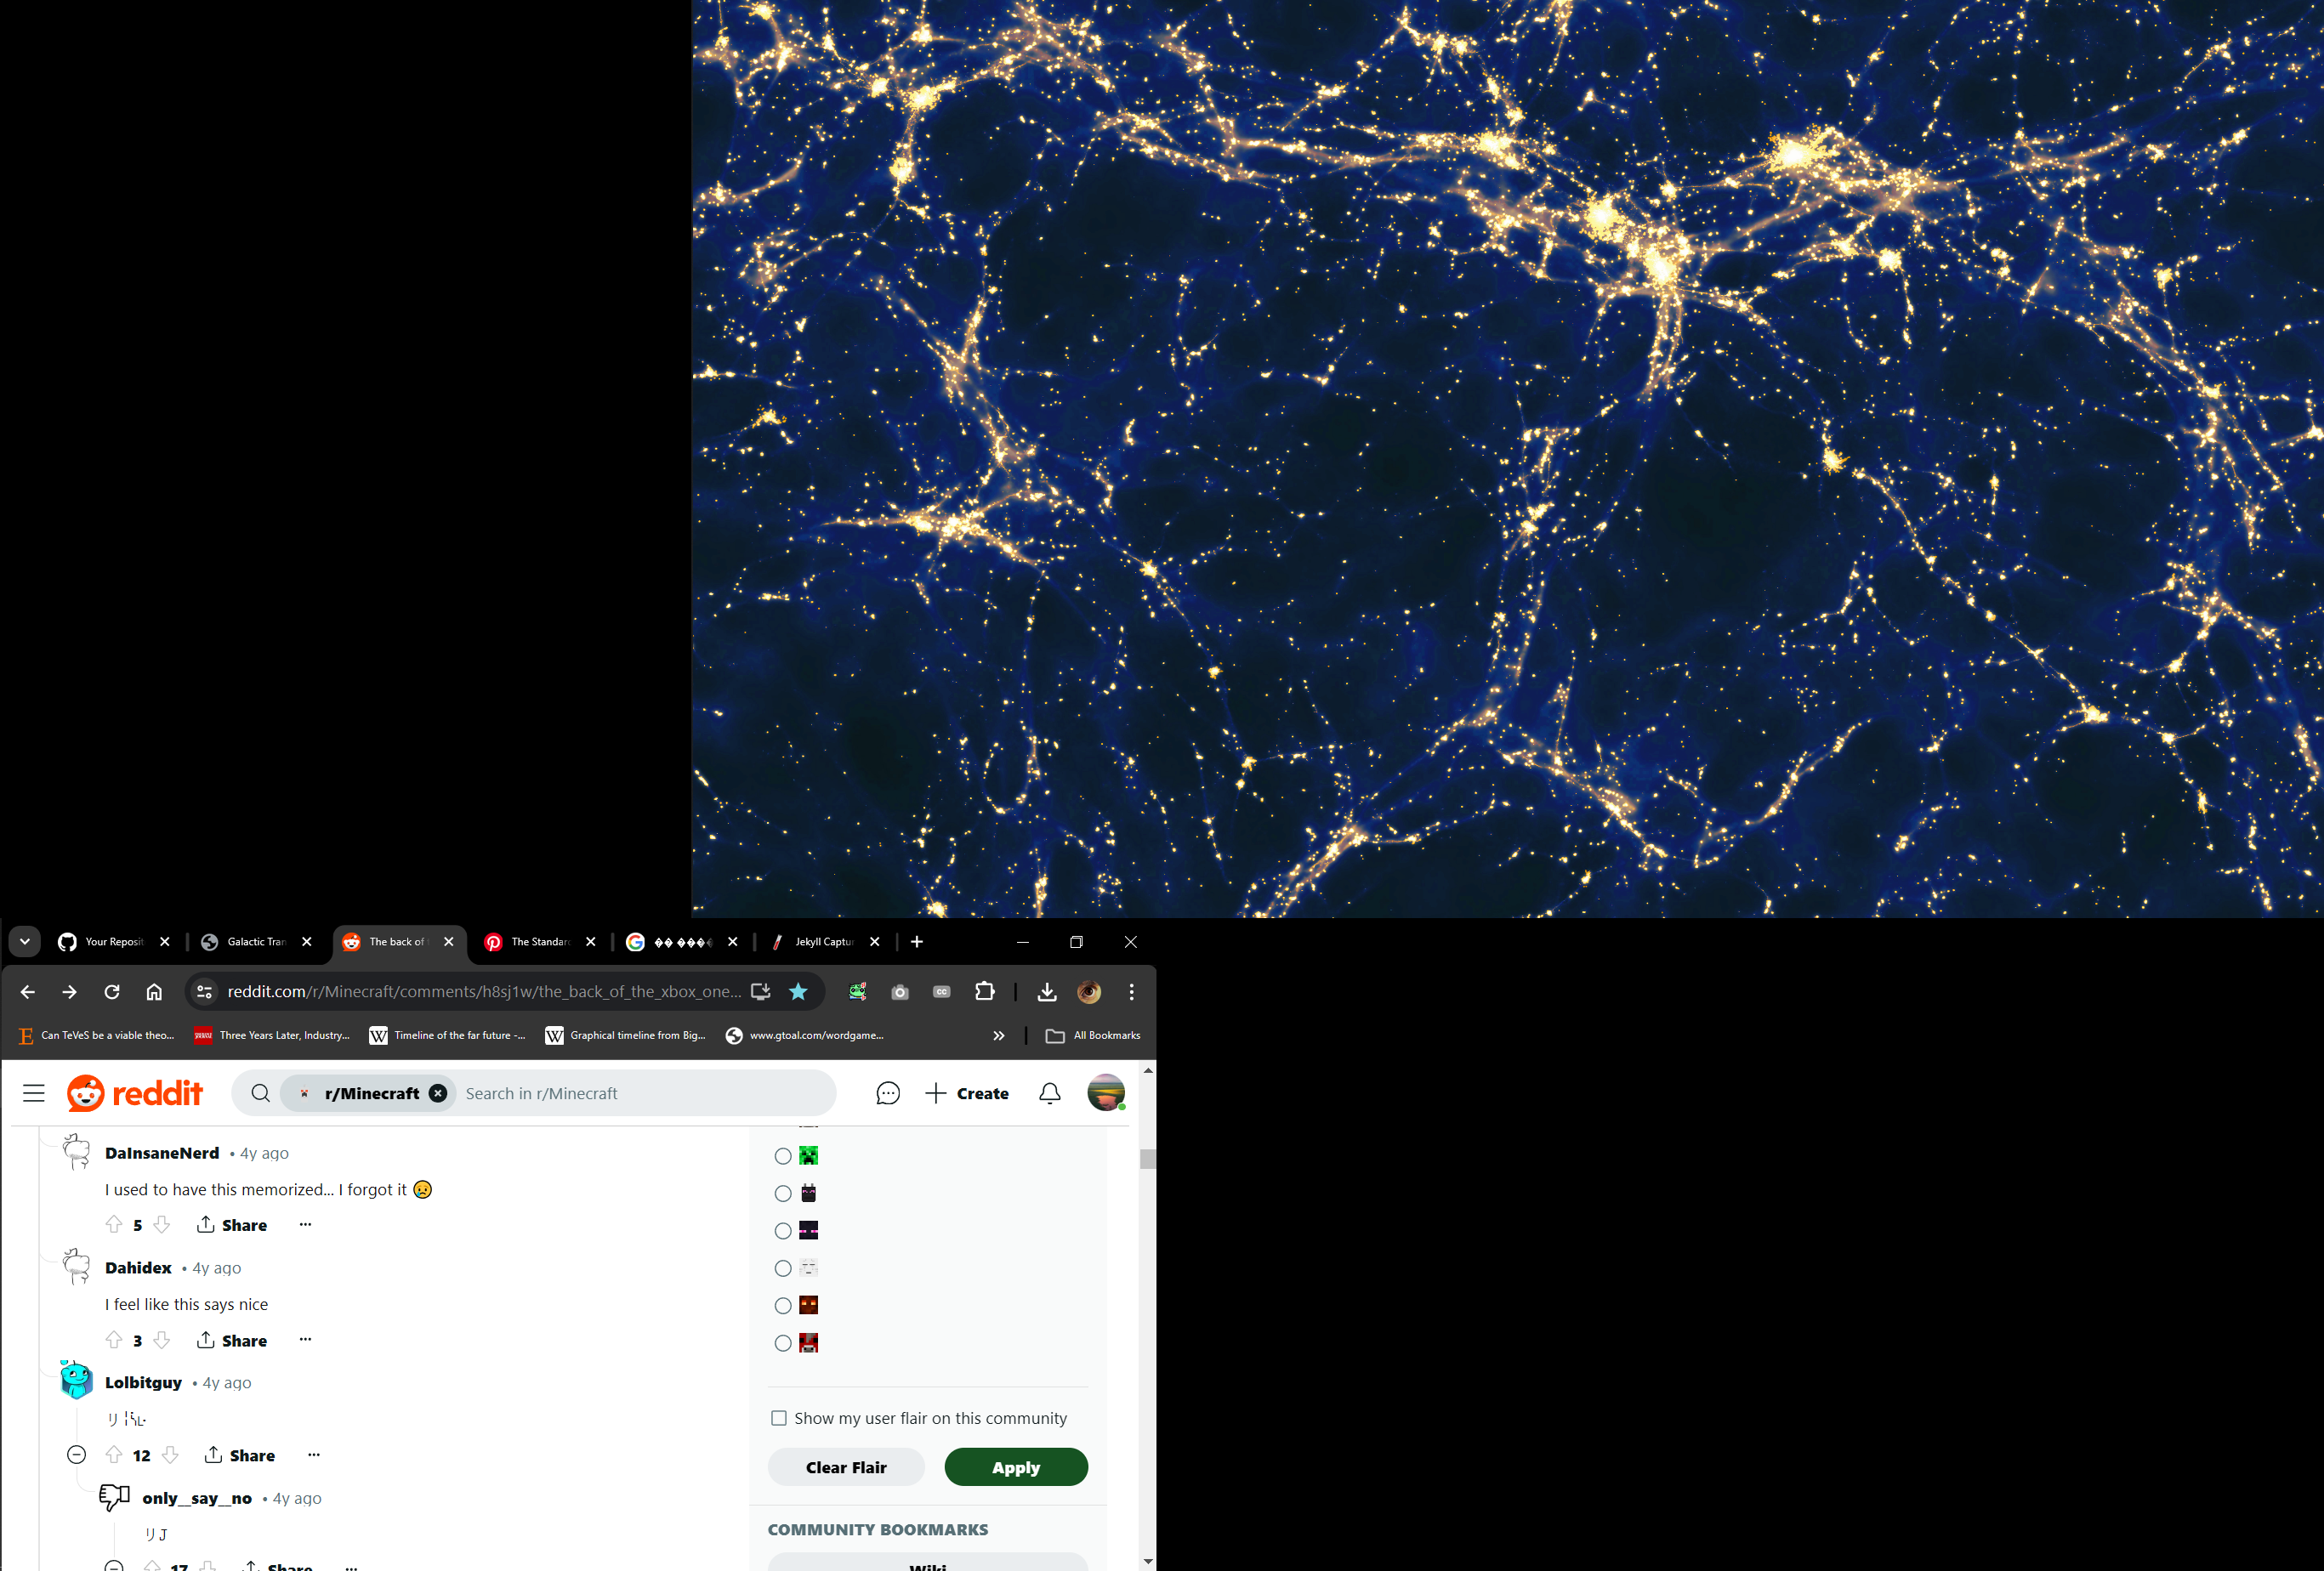 Your Reposit
Galactic Tran
The back of
The Standard
�� ����
Jekyll Captur
reddit.com/r/Minecraft/comments/h8sj1w/the_back_of_the_xbox_one...
Can TeVeS be a viable theo...
Three Years Later, Industry...
Timeline of the far future -...
Graphical timeline from Big...
www.gtoal.com/wordgame...
»
All Bookmarks
reddit
r/Minecraft
Search in r/Minecraft
Create
DaInsaneNerd • 4y ago
I used to have this memorized... I forgot it 😥
5
Share
Dahidex • 4y ago
I feel like this says nice
3
Share
Lolbitguy • 4y ago
12
Share
only__say__no • 4y ago
リ J
17
Share
Show my user flair on this community
Clear Flair
Apply
COMMUNITY BOOKMARKS
Wiki